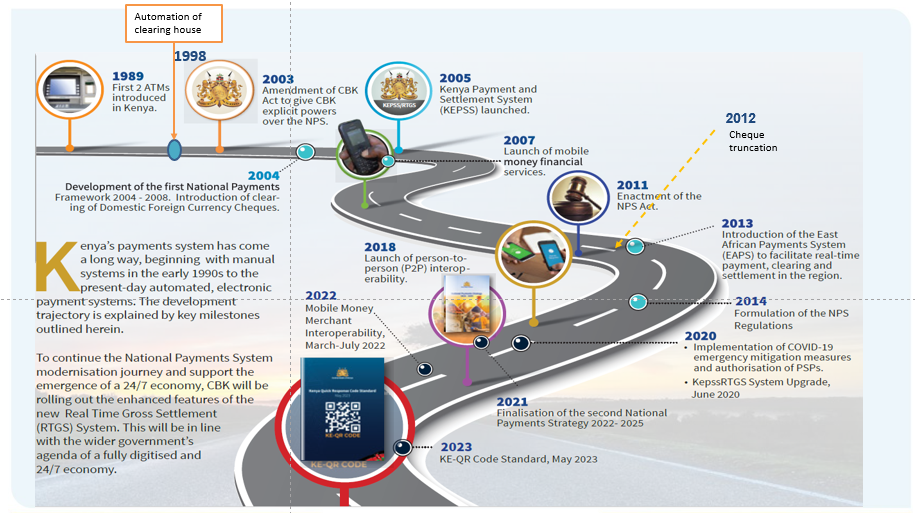 Automation of
clearing house
1998
1989
First 2 ATMs
introduced
in Kenya.
2003
Amendment of CBK
Act to give CBK
explicit powers
over the NPS.
KEPSS/RTGS
2005
Kenya Payment and
Settlement System
(KEPSS) launched.
2004
Development of the first National Payments
Framework 2004 - 2008. Introduction of clear-
ing of Domestic Foreign Currency Cheques.
2007
Launch of mobile
money financial
services.
2011
Enactment of the
NPS Act.
2012
Cheque
truncation
2013
Introduction of the East
African Payments System
(EAPS) to facilitate real-time
payment, clearing and
settlement in the region.
2014
Formulation of the NPS
Regulations
Kenya's payments system has come
a long way, beginning with manual
systems in the early 1990s to the
present-day automated, electronic
payment systems. The development
trajectory is explained by key milestones
outlined herein.
To continue the National Payments System
modernisation journey and support the
emergence of a 24/7 economy, CBK will be
rolling out the enhanced features of the
new Real Time Gross Settlement
(RTGS) System. This will be in line
with the wider government's
agenda of a fully digitised and
24/7 economy.
2018
Launch of person-to-
person (P2P) interop-
erability.
2020
• Implementation of COVID-19
emergency mitigation measures
and authorisation of PSPs.
• KepssRTGS System Upgrade,
June 2020
2021
Finalisation of the second National
Payments Strategy 2022- 2025
2022
Mobile Money
Merchant
Interoperability,
March-July 2022
Kenya Quick Response Code Standard
May 2023
KE-QR CODE
KE-QR CODE
2023
KE-QR Code Standard, May 2023